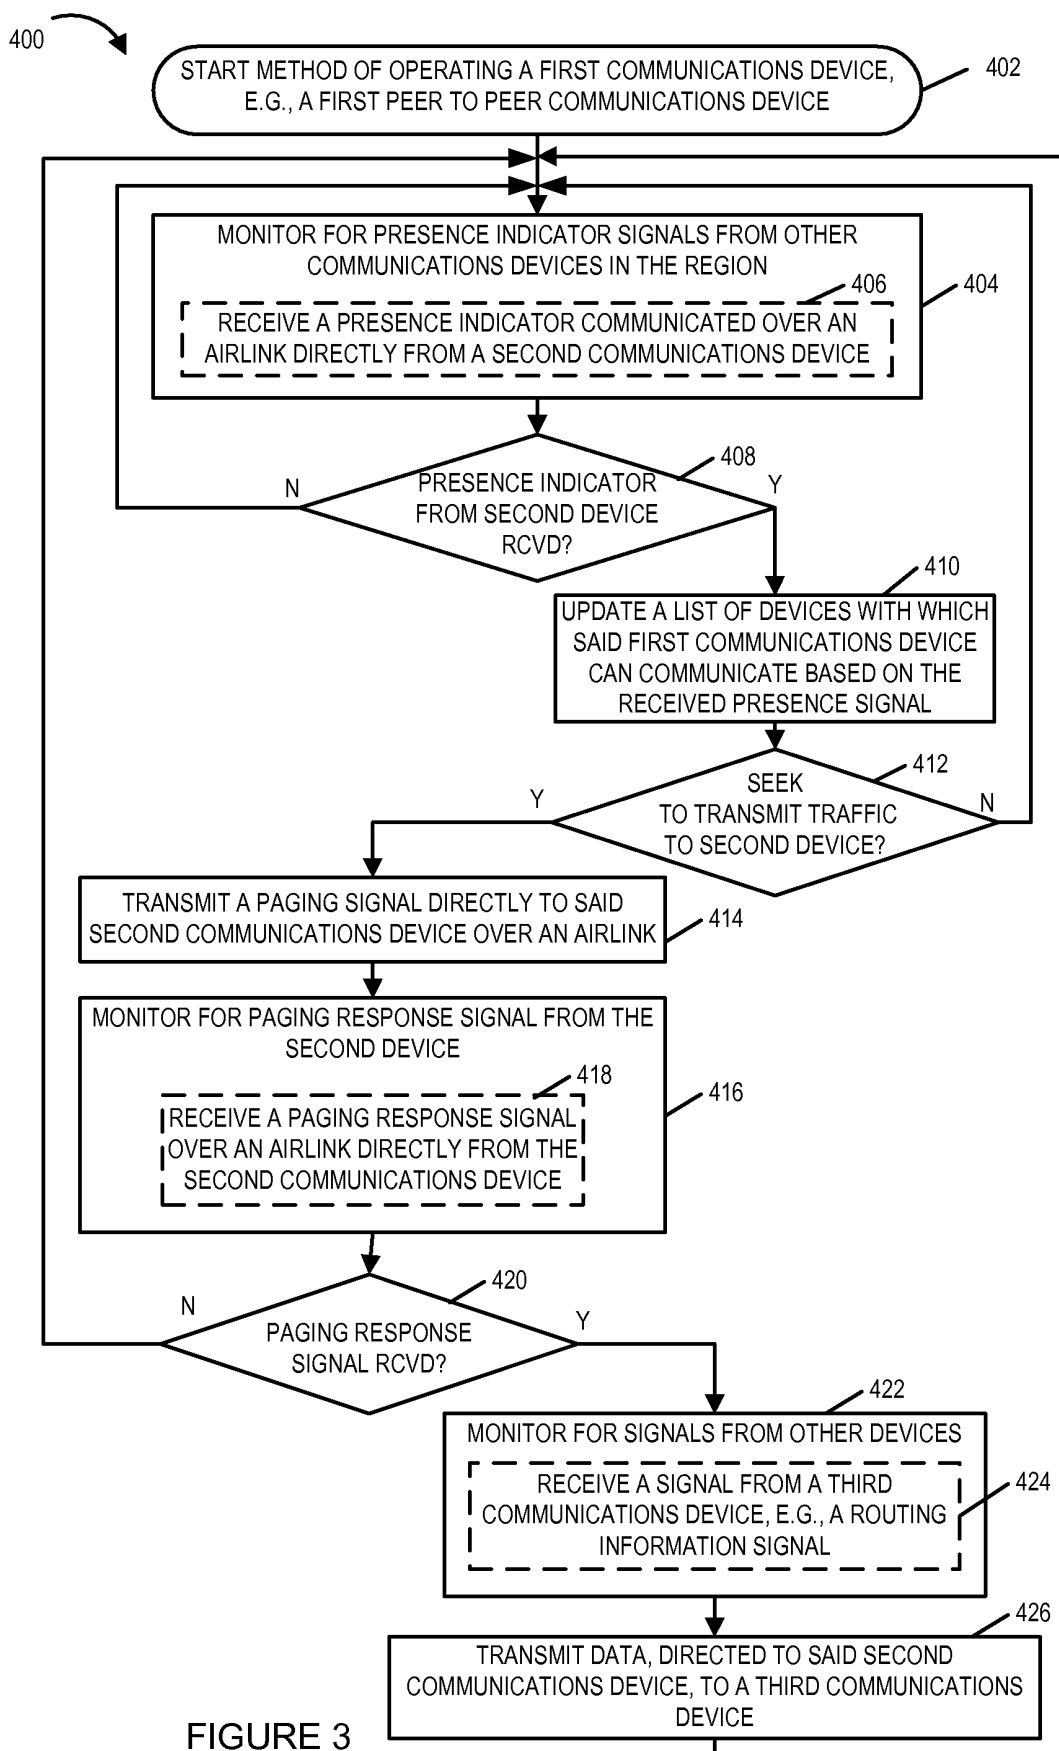 400
START METHOD OF OPERATING A FIRST COMMUNICATIONS DEVICE,
E.G., A FIRST PEER TO PEER COMMUNICATIONS DEVICE
402
MONITOR FOR PRESENCE INDICATOR SIGNALS FROM OTHER
COMMUNICATIONS DEVICES IN THE REGION
404
406
RECEIVE A PRESENCE INDICATOR COMMUNICATED OVER AN
AIRLINK DIRECTLY FROM A SECOND COMMUNICATIONS DEVICE
408
N
Y
PRESENCE INDICATOR
FROM SECOND DEVICE
RCVD?
410
UPDATE A LIST OF DEVICES WITH WHICH
SAID FIRST COMMUNICATIONS DEVICE
CAN COMMUNICATE BASED ON THE
RECEIVED PRESENCE SIGNAL
412
Y
N
SEEK
TO TRANSMIT TRAFFIC
TO SECOND DEVICE?
TRANSMIT A PAGING SIGNAL DIRECTLY TO SAID
SECOND COMMUNICATIONS DEVICE OVER AN AIRLINK
414
MONITOR FOR PAGING RESPONSE SIGNAL FROM THE
SECOND DEVICE
416
418
RECEIVE A PAGING RESPONSE SIGNAL
OVER AN AIRLINK DIRECTLY FROM THE
SECOND COMMUNICATIONS DEVICE
420
N
Y
PAGING RESPONSE
SIGNAL RCVD?
422
MONITOR FOR SIGNALS FROM OTHER DEVICES
RECEIVE A SIGNAL FROM A THIRD
COMMUNICATIONS DEVICE, E.G., A ROUTING
INFORMATION SIGNAL
424
426
TRANSMIT DATA, DIRECTED TO SAID SECOND
COMMUNICATIONS DEVICE, TO A THIRD COMMUNICATIONS
DEVICE
FIGURE 3